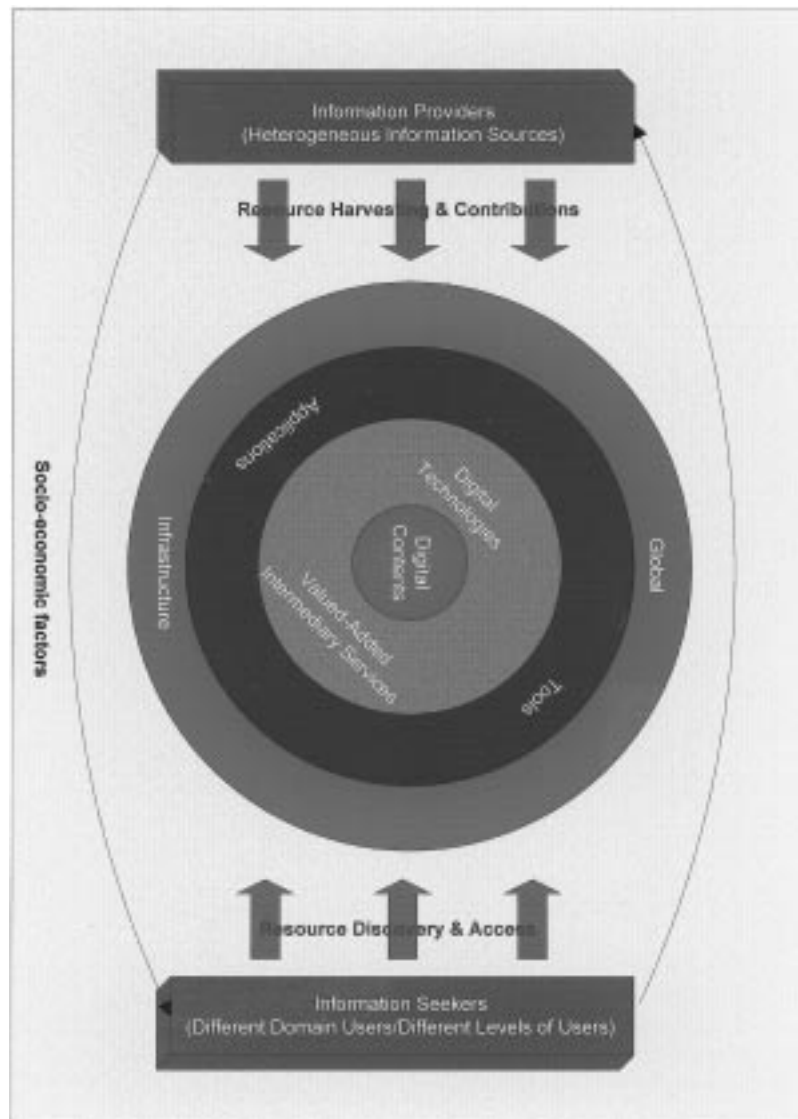 Information Providers
(Heterogeneous Information Sources)
Resource Harvesting & Contributions
Applications
Digital
Technologies
Digital
Contents
Infrastructure
Global
Socio-economic factors
Valued-Added
Intermediary Services
Tools
Resource Discovery & Access
Information Seekers
(Different Domain Users/Different Levels of Users)